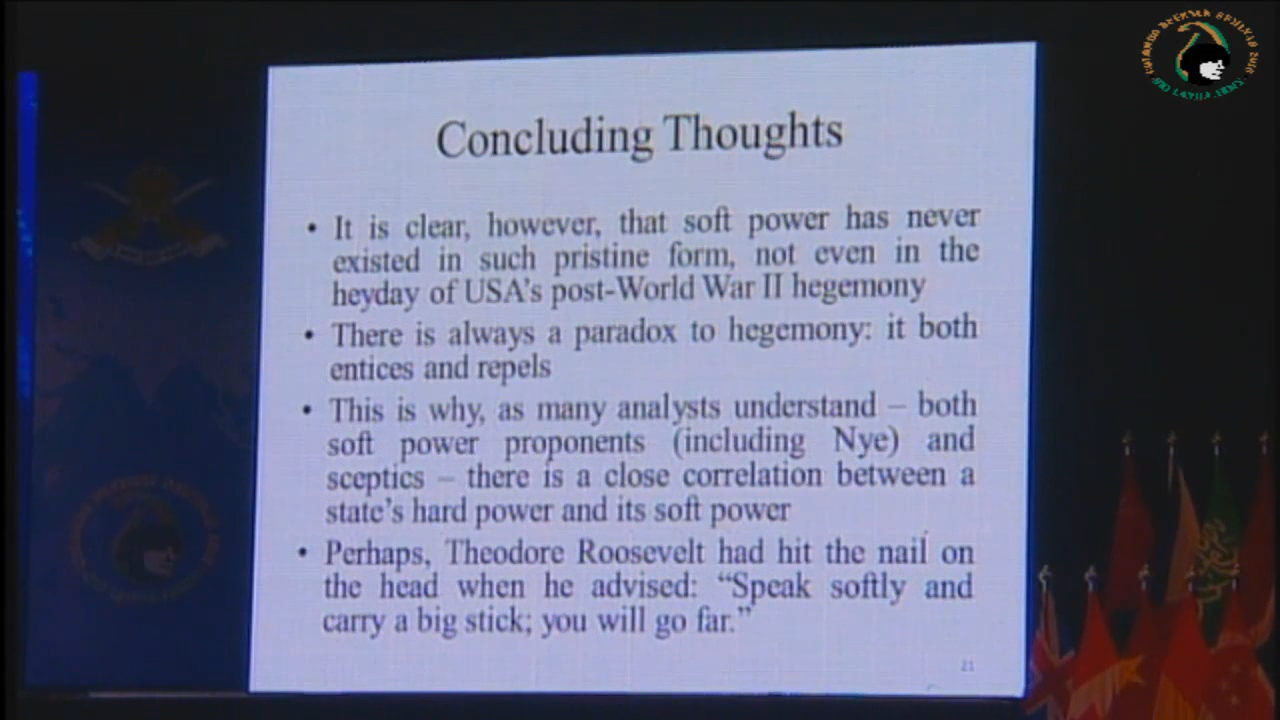 Concluding Thoughts
• It is clear, however, that soft power has never
existed in such pristine form, not even in the
heyday of USA's post-World War II hegemony
• There is always a paradox to hegemony: it both
entices and repels
• This is why, as many analysts understand – both
soft power proponents (including Nye) and
sceptics – there is a close correlation between a
state's hard power and its soft power
• Perhaps, Theodore Roosevelt had hit the nail on
the head when he advised: “Speak softly and
carry a big stick; you will go far.”
21